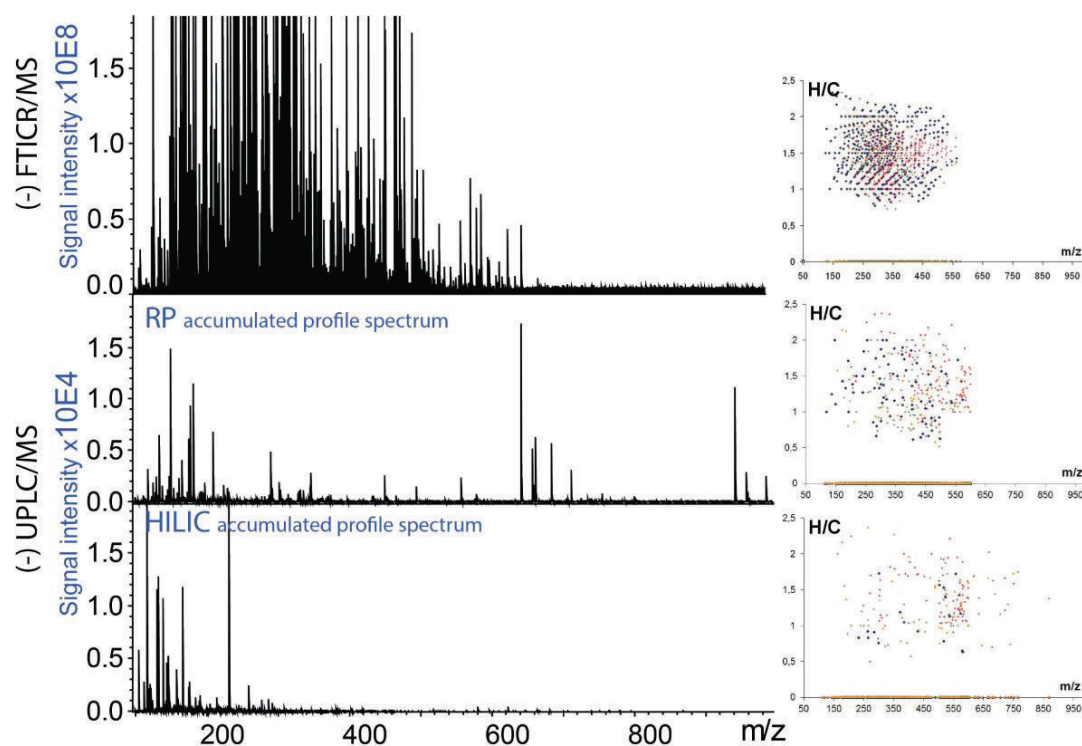 (-) FTICR/MS
Signal intensity x10E8
1.5
1.0
0.5
0.0
H/C
2,5
2
1,5
1
0,5
0
m/z
50 150 250 350 450 550 650 750 850 950
(-) UPLC/MS
Signal intensity x10E4
RP accumulated profile spectrum
1.5
1.0
0.5
0.0
H/C
2,5
2
1,5
1
0,5
0
m/z
50 150 250 350 450 550 650 750 850 950
HILIC accumulated profile spectrum
1.5
1.0
0.5
0.0
200 400 600 800 m/z
H/C
2,5
2
1,5
1
0,5
0
m/z
50 150 250 350 450 550 650 750 850 950